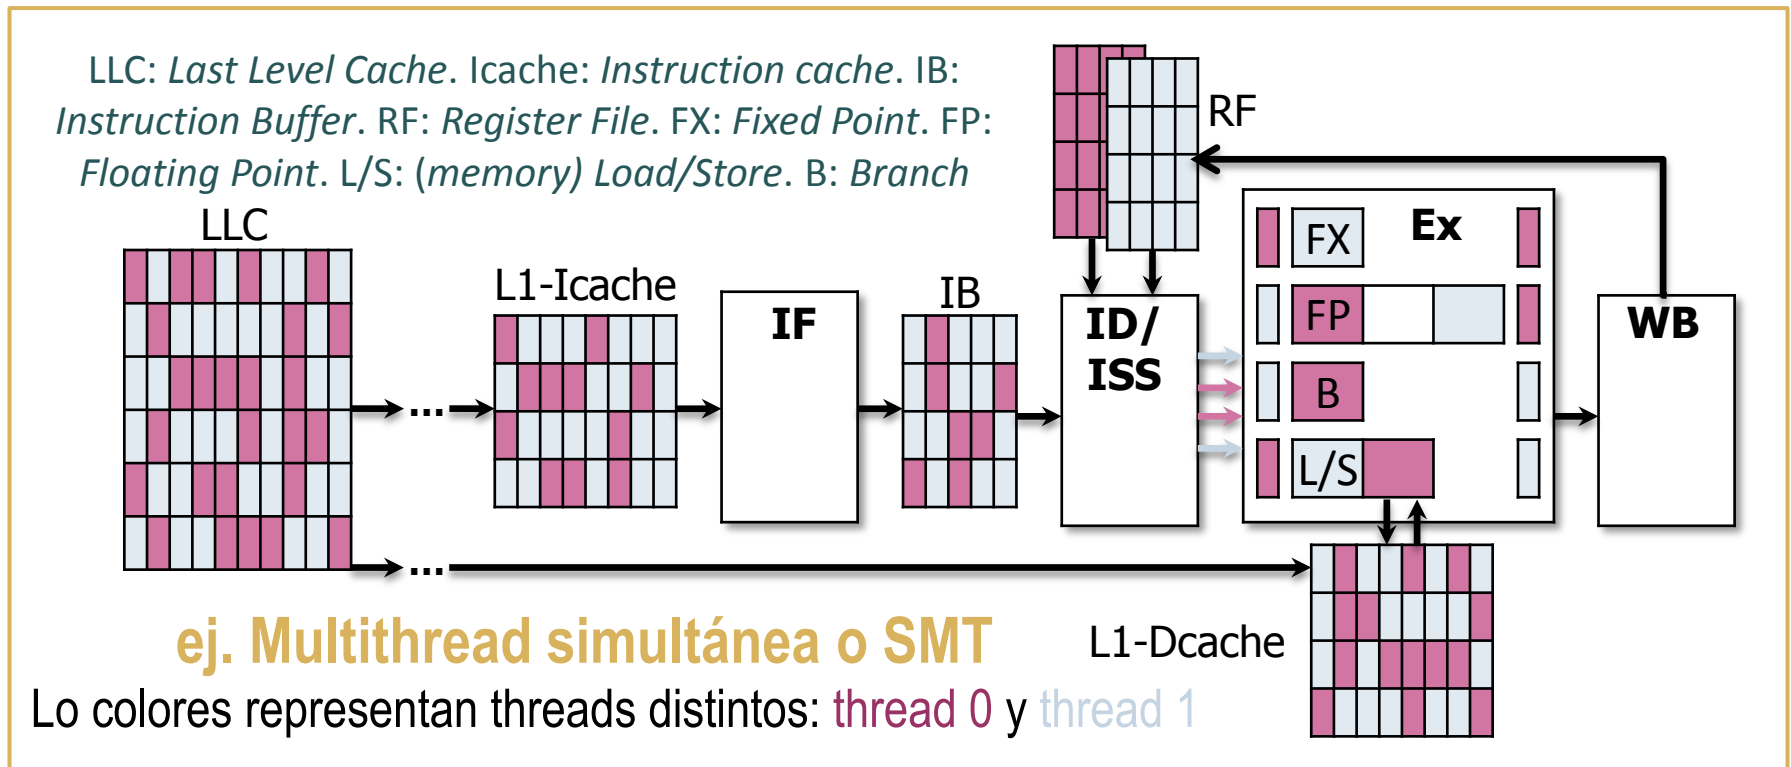 LLC: Last Level Cache. Icache: Instruction cache. IB:
Instruction Buffer. RF: Register File. FX: Fixed Point. FP:
Floating Point. L/S: (memory) Load/Store. B: Branch
LLC
L1-Icache
IF
IB
RF
ID/
ISS
Ex
FX
FP
B
L/S
WB
...
...
L1-Dcache
ej. Multithread simultánea o SMT
Lo colores representan threads distintos: thread 0 y thread 1